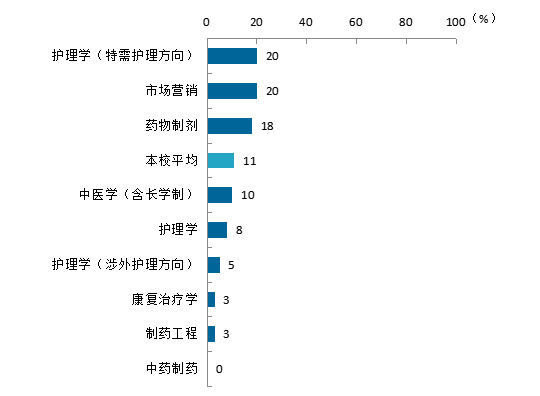 0 20 40 60 80 100 (%)
护理学（特需护理方向） 20
市场营销 20
药物制剂 18
本校平均 11
中医学（含长学制） 10
护理学 8
护理学（涉外护理方向） 5
康复治疗学 3
制药工程 3
中药制药 0